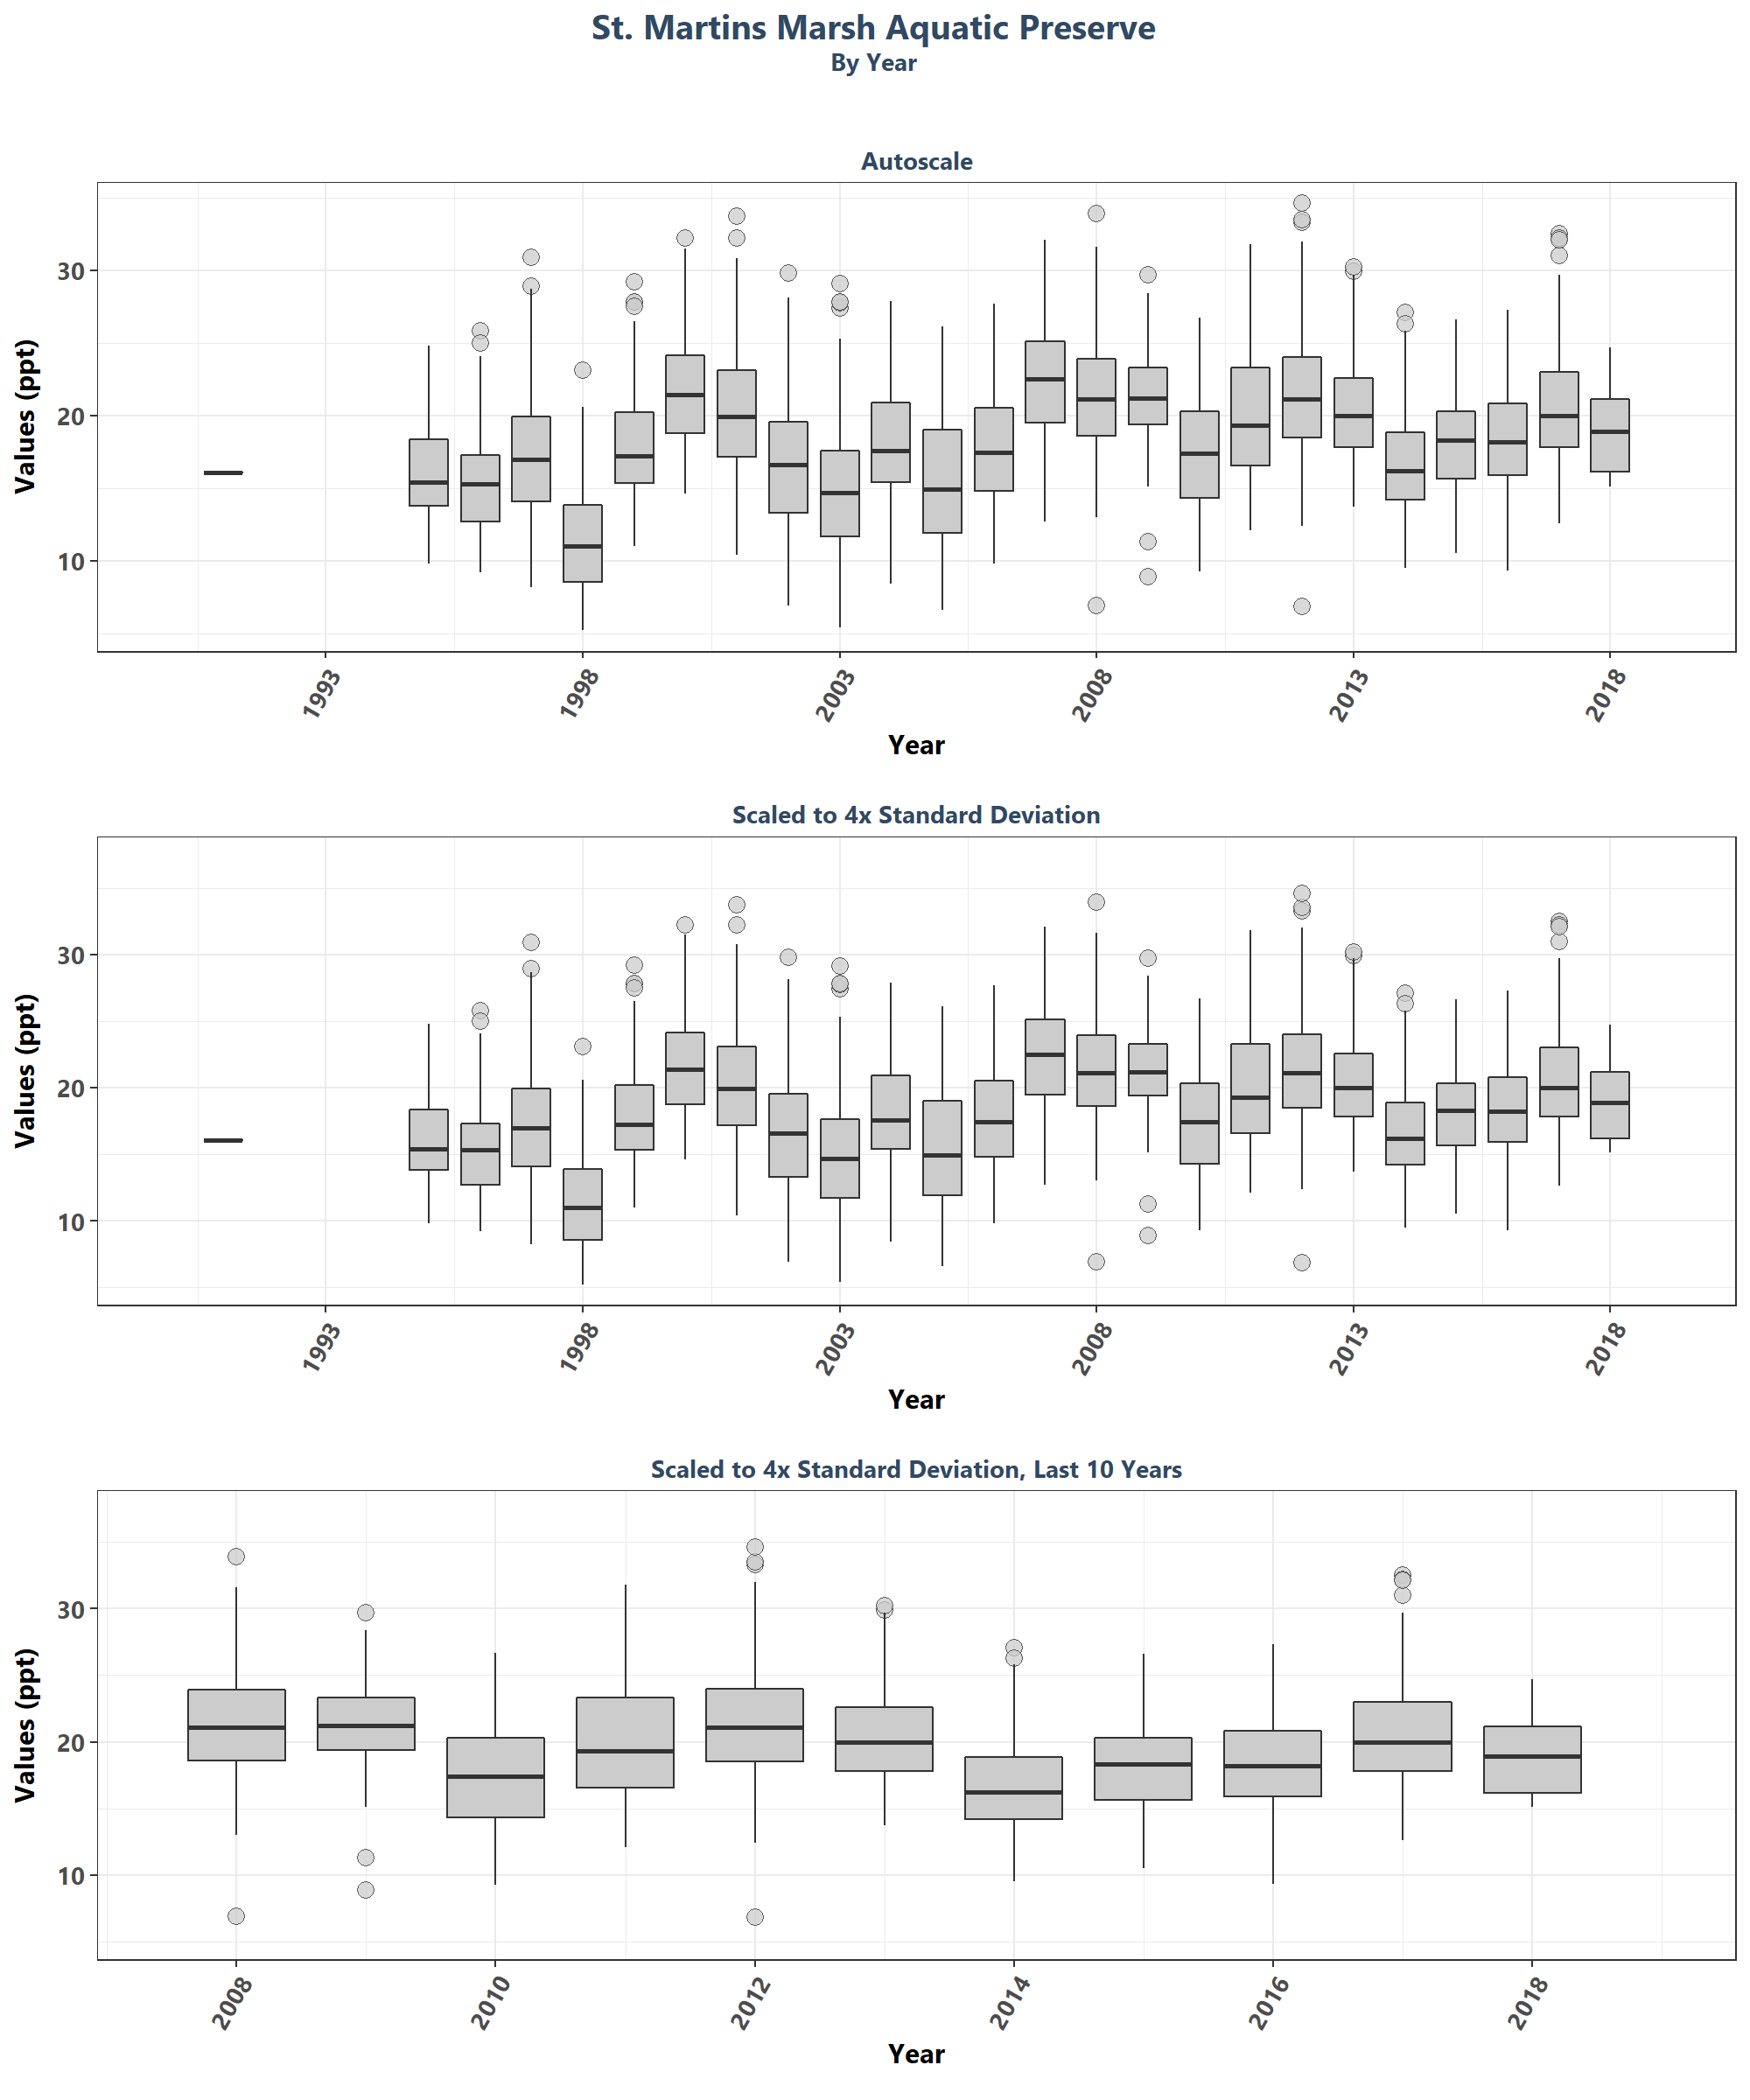 St. Martins Marsh Aquatic Preserve
By Year
Autoscale
Values (ppt)
30
20
10
1993 1998 2003 2008 2013 2018
Year
Scaled to 4x Standard Deviation
Values (ppt)
30
20
10
1993 1998 2003 2008 2013 2018
Year
Scaled to 4x Standard Deviation, Last 10 Years
Values (ppt)
30
20
10
2008 2010 2012 2014 2016 2018
Year